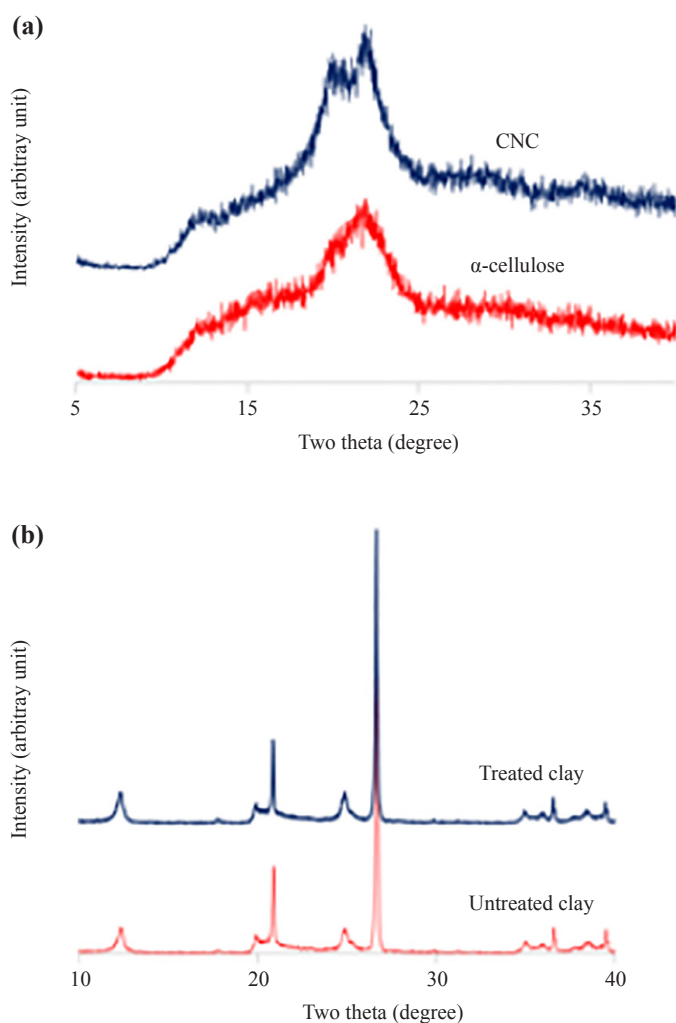 (a)
Intensity (arbitray unit)
CNC
α-cellulose
5 15 25 35
Two theta (degree)
(b)
Intensity (arbitray unit)
Treated clay
Untreated clay
10 20 30 40
Two theta (degree)